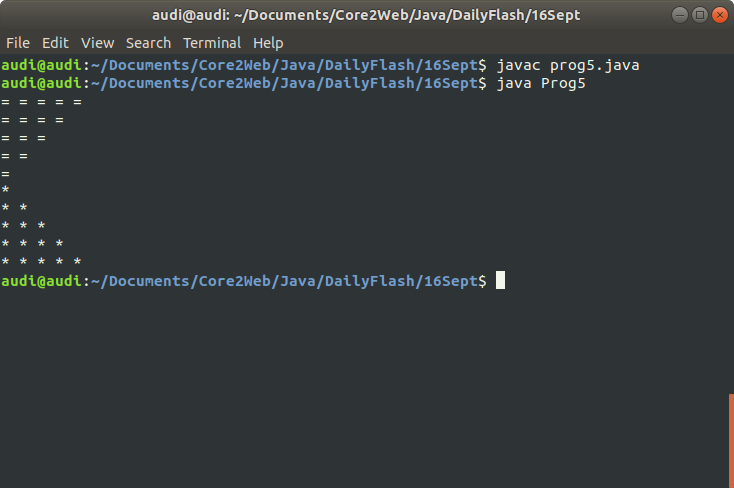 audi@audi: ~/Documents/Core2Web/Java/DailyFlash/16Sept
File Edit View Search Terminal Help
audi@audi:~/Documents/Core2Web/Java/DailyFlash/16Sept$ javac prog5.java
audi@audi:~/Documents/Core2Web/Java/DailyFlash/16Sept$ java Prog5
= = = = =
= = = =
= = =
= =
=
*
* *
* * *
* * * *
* * * * *
audi@audi:~/Documents/Core2Web/Java/DailyFlash/16Sept$